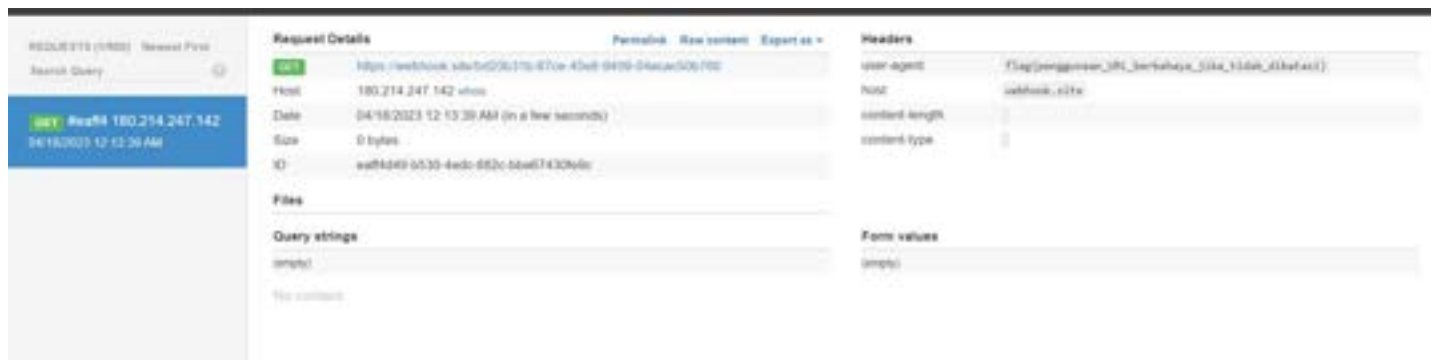 REQUESTS Newest First
Search Query
GET 180.214.247.142
04/18/2023 12:13:39 AM
Request Details
Permalink Raw content Export as
GET
Host 180.214.247.142 whois
Date 04/18/2023 12:13:39 AM (in a few seconds)
Size 0 bytes
ID
Files
Query strings
(empty)
No content
Headers
user-agent flag{penggunaan_URL_berbahaya_jika_tidak_dibatasi}
host webhook.site
content-length
content-type
Form values
(empty)